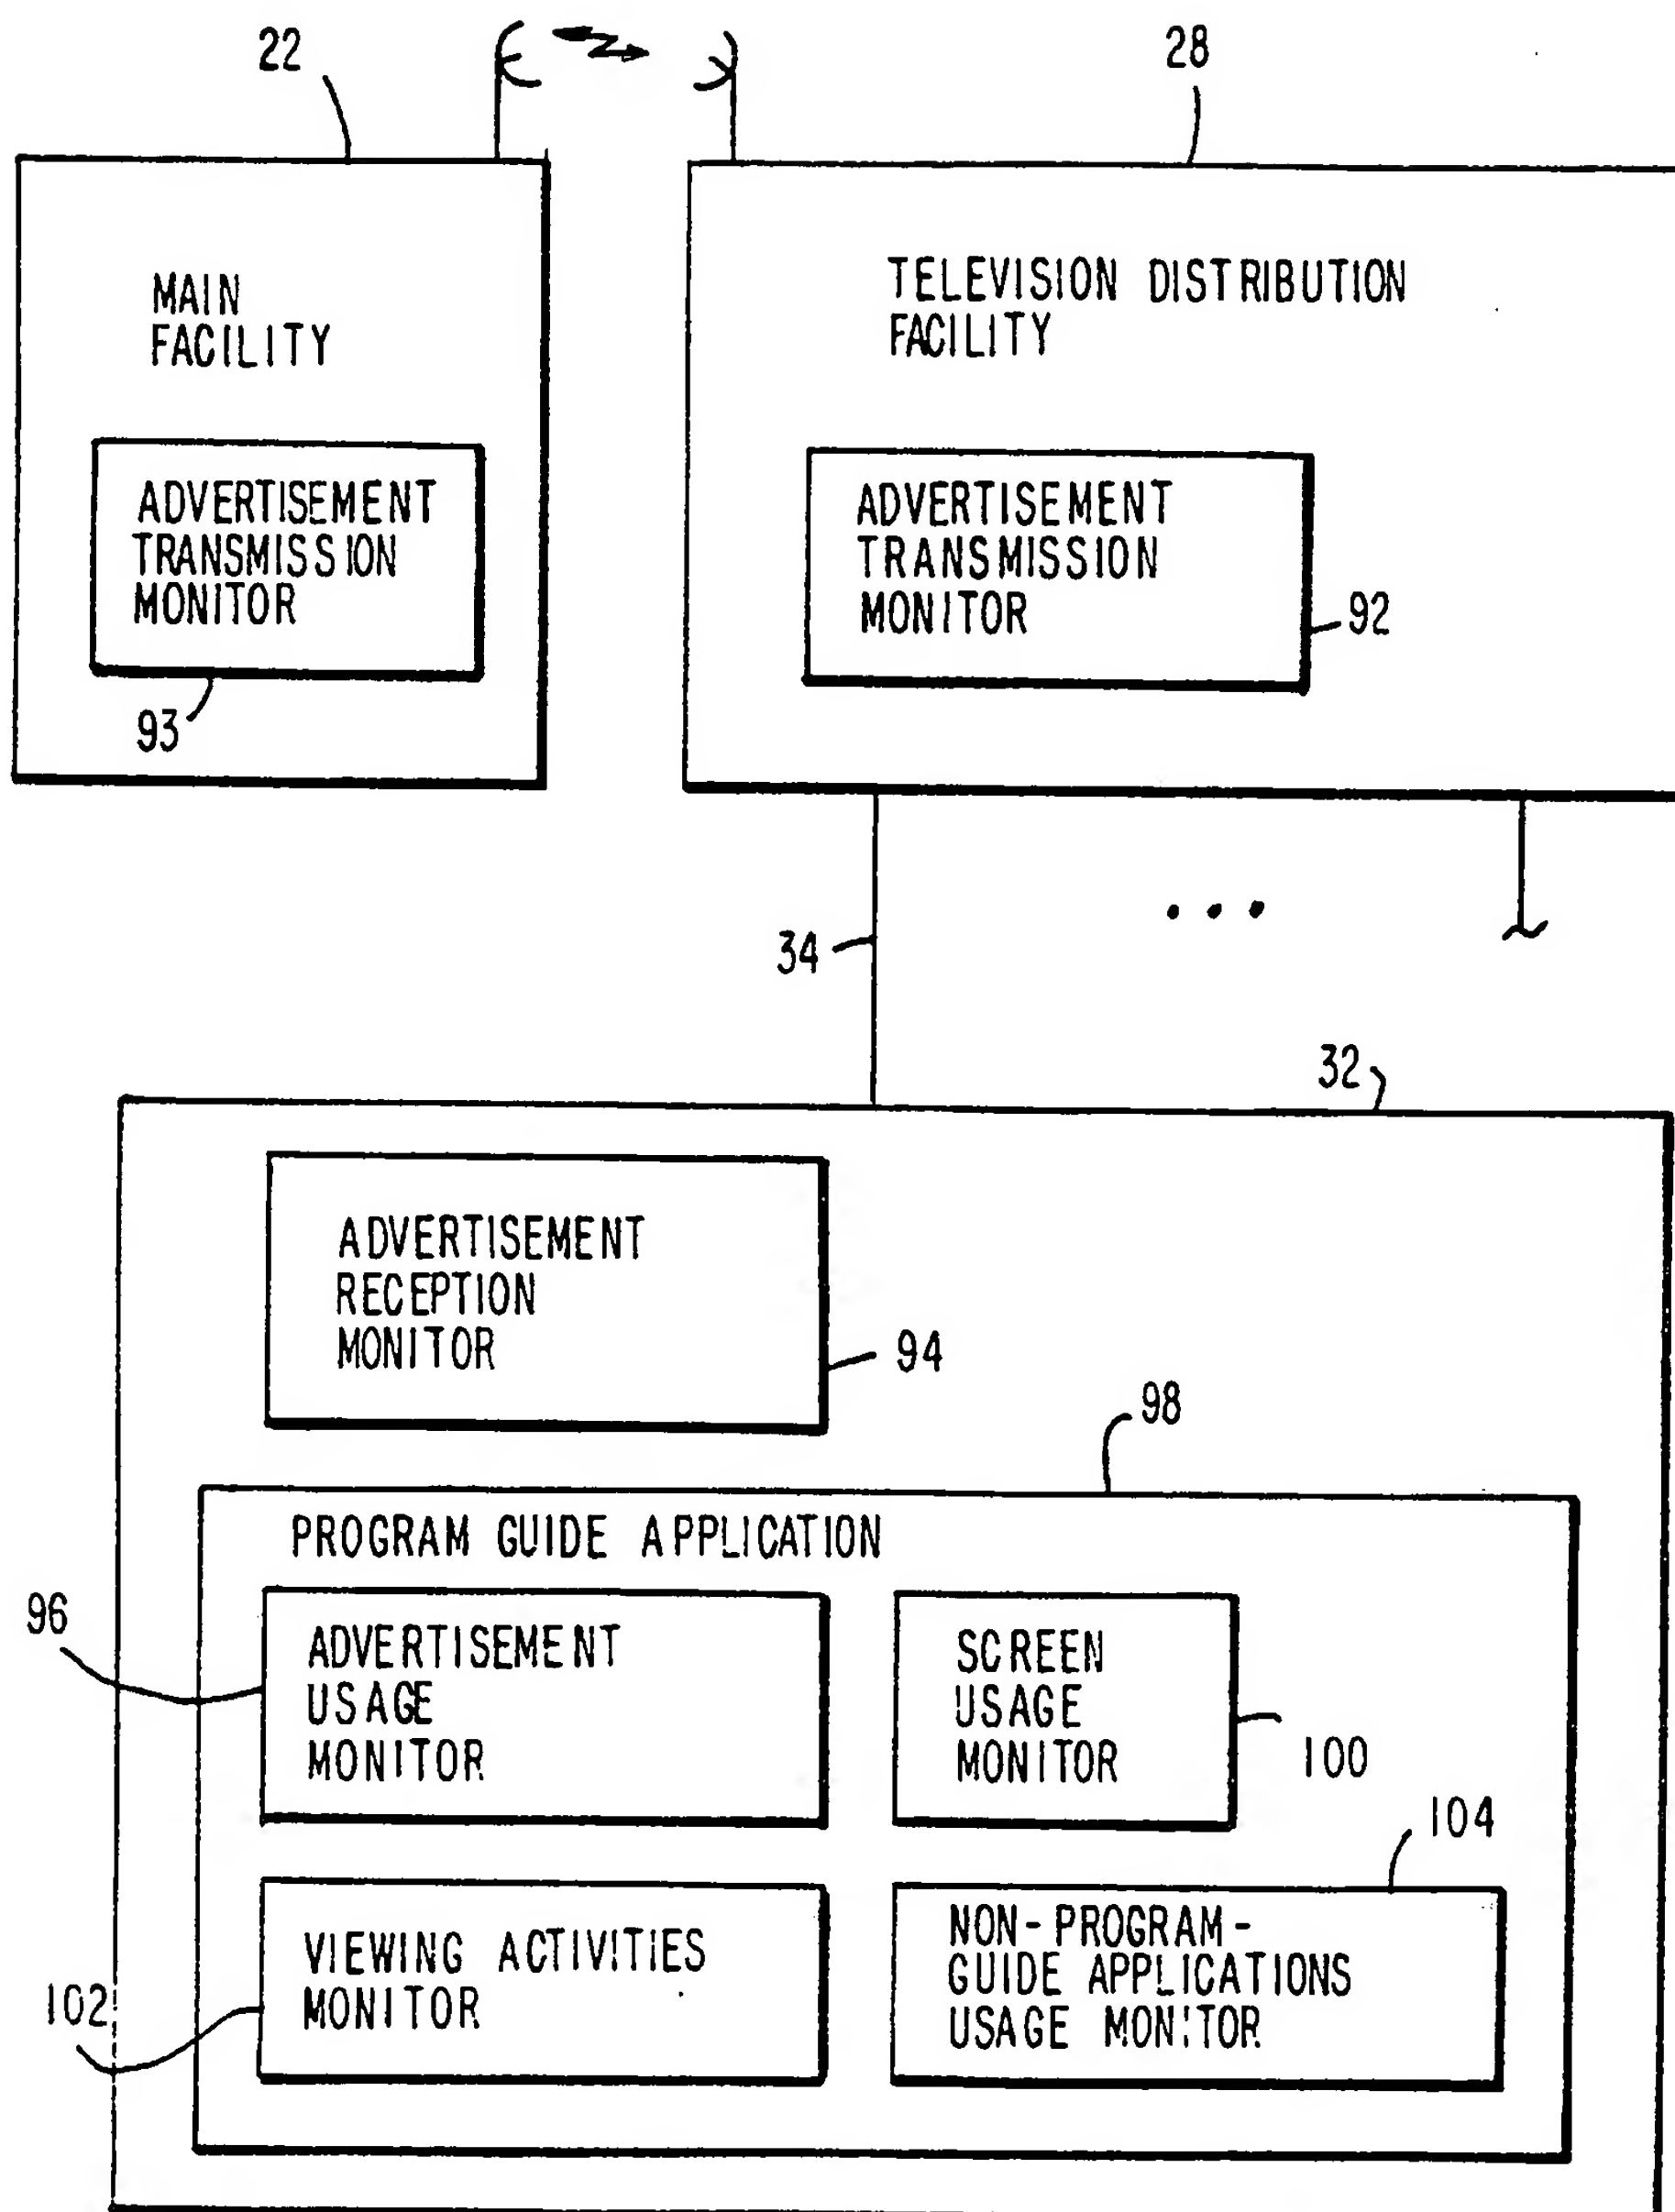 22
28
MAIN
FACILITY
TELEVISION DISTRIBUTION
FACILITY
ADVERTISEMENT
TRANSMISSION
MONITOR
93
ADVERTISEMENT
TRANSMISSION
MONITOR
92
34
...
32
ADVERTISEMENT
RECEPTION
MONITOR
94
98
PROGRAM GUIDE APPLICATION
96
ADVERTISEMENT
USAGE
MONITOR
SCREEN
USAGE
MONITOR
100
104
VIEWING ACTIVITIES
MONITOR
102
NON-PROGRAM-
GUIDE APPLICATIONS
USAGE MONITOR